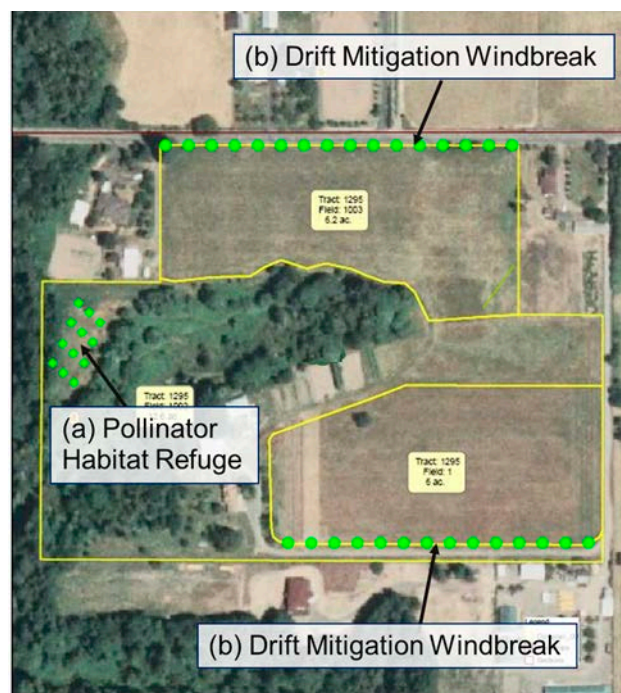 (b) Drift Mitigation Windbreak
Tract: 1295
Field: 1003
6.2 ac.
Tract: 1295
(a) Pollinator
Habitat Refuge
Tract: 1295
Field: 1
6 ac.
(b) Drift Mitigation Windbreak
Legend